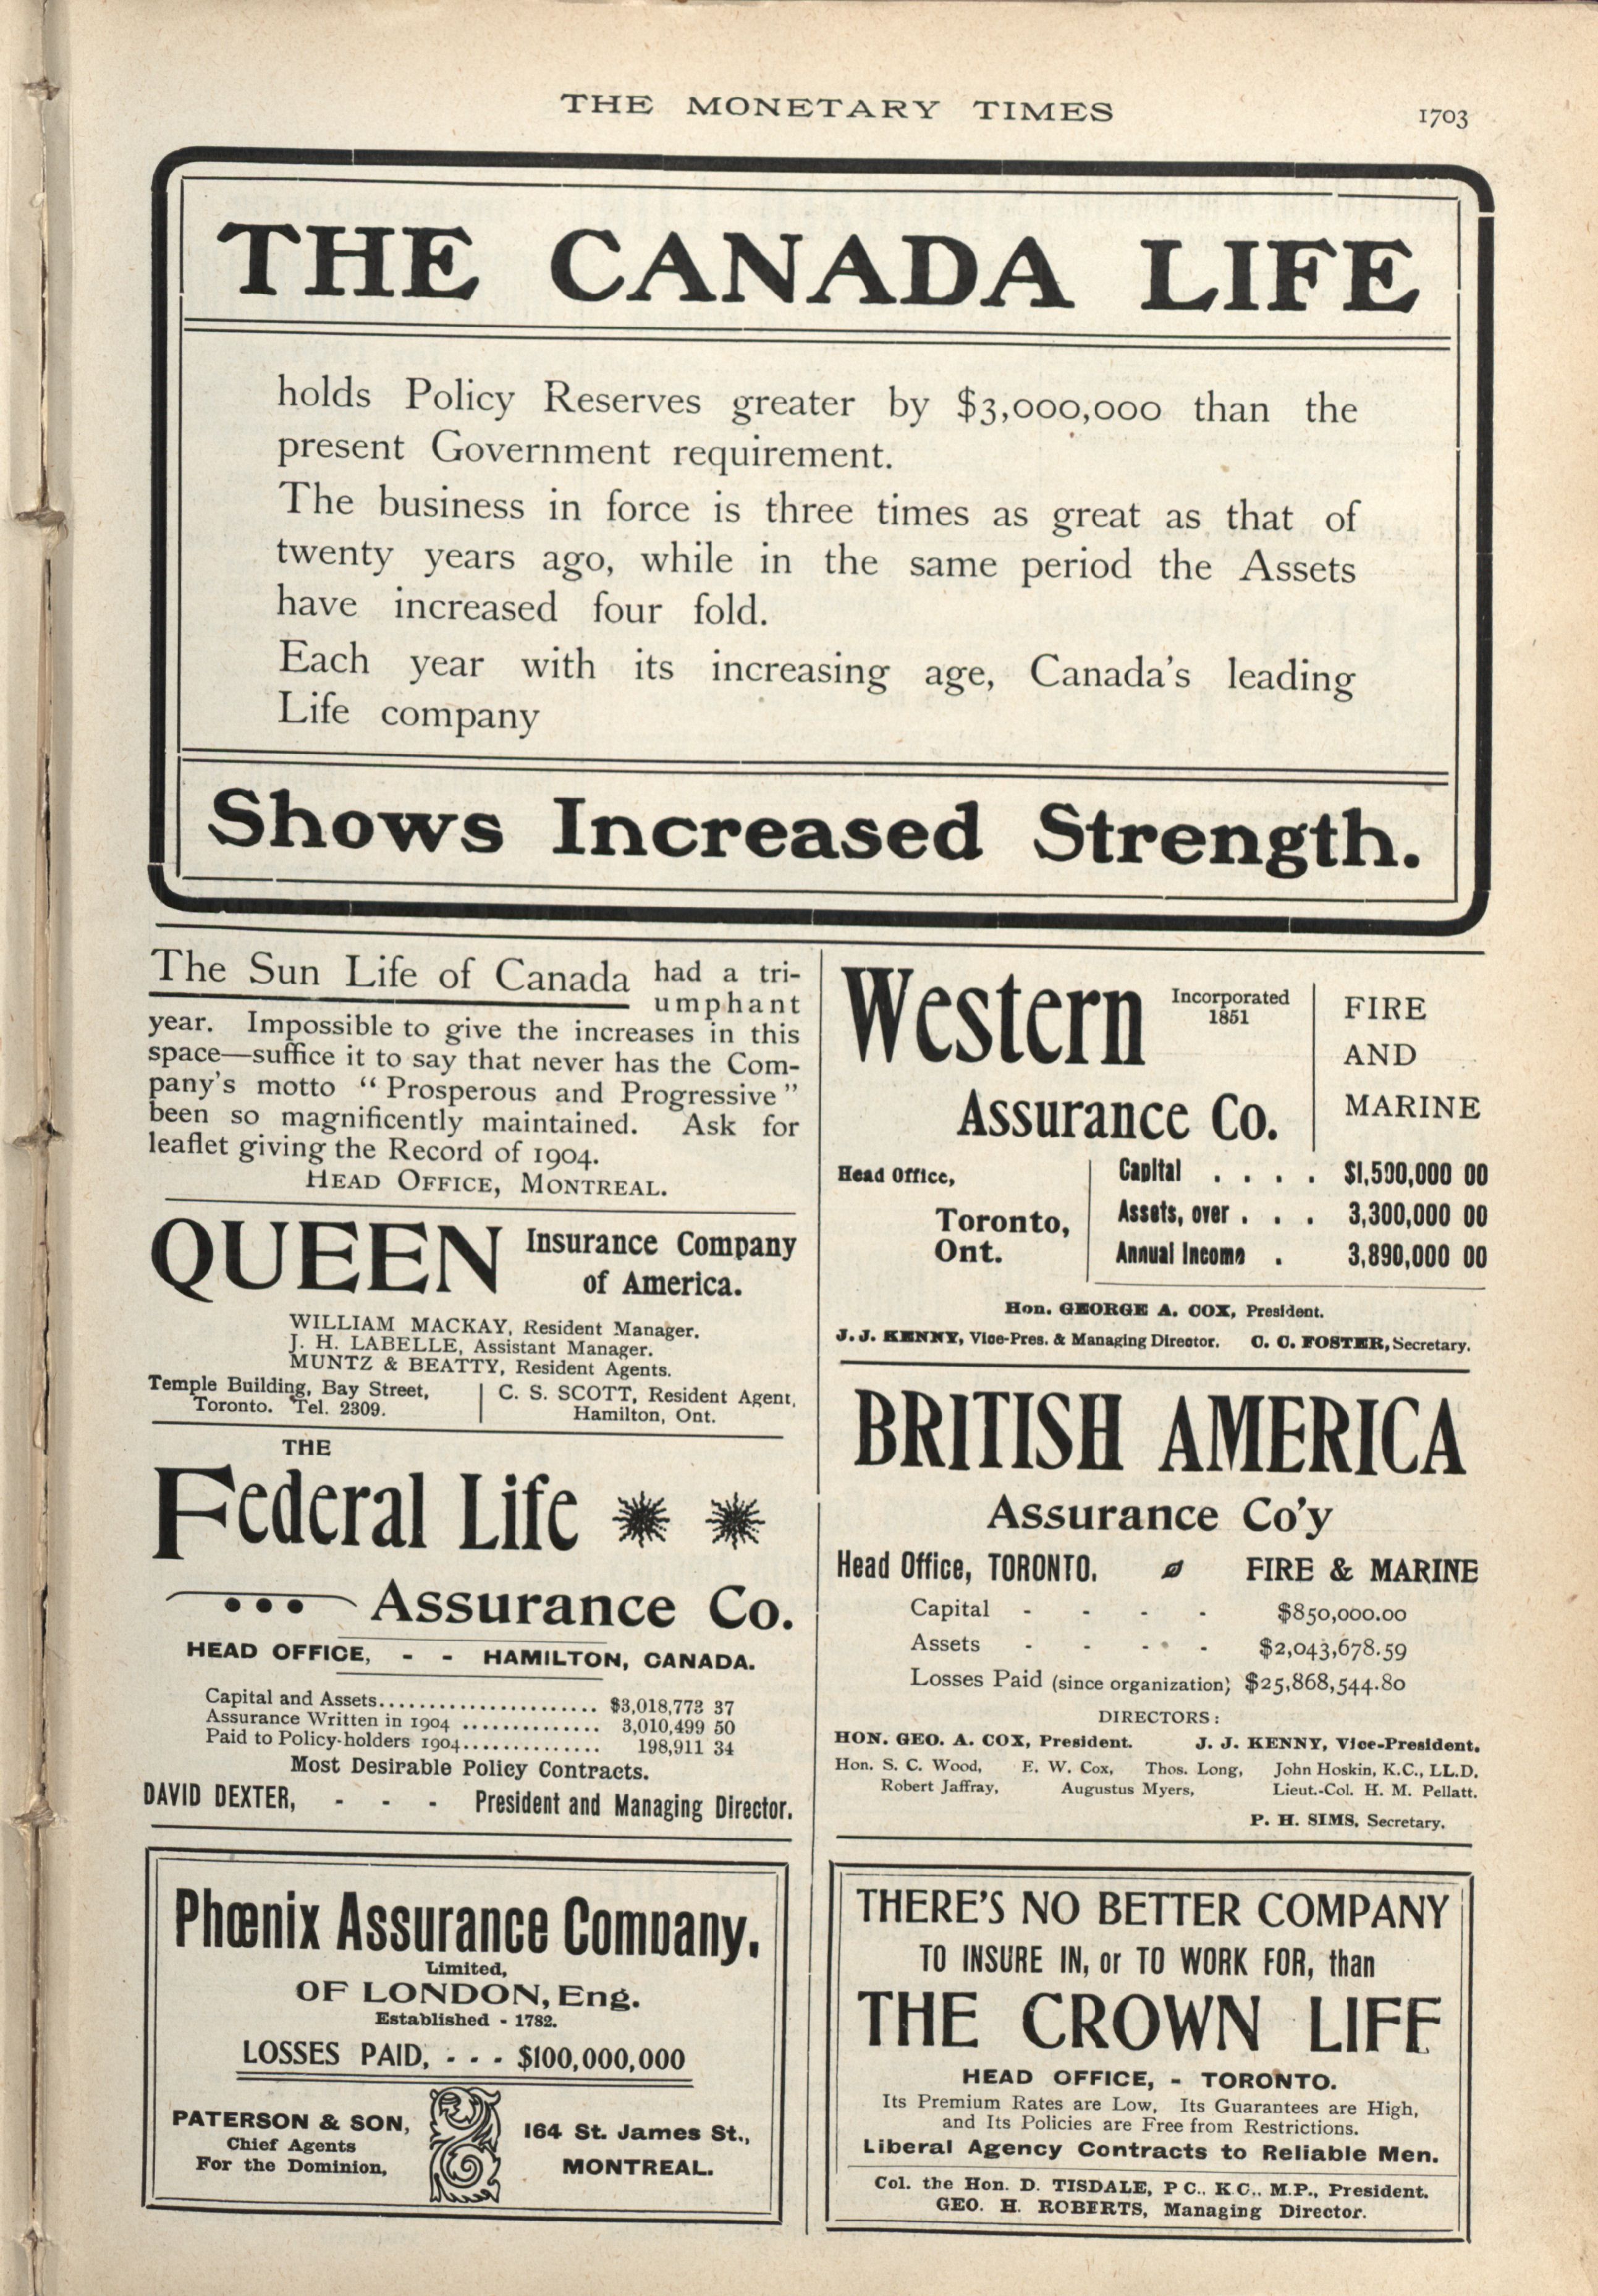 THE MONETARY TIMES
1703
THE CANADA LIFE
holds Policy Reserves greater by $3,000,000 than the
present Government requirement.
The business in force is three times as great as that of
twenty years ago, while in the same period the Assets
have increased four fold.
Each year with its increasing age, Canada's leading
Life company
Shows Increased Strength.
The Sun Life of Canada had a tri-
umphant
year. Impossible to give the increases in this
space—suffice it to say that never has the Com-
pany's motto "Prosperous and Progressive"
been so magnificently maintained. Ask for
leaflet giving the Record of 1904.
HEAD OFFICE, MONTREAL.
QUEEN Insurance Company
of America.
WILLIAM MACKAY, Resident Manager.
J. H. LABELLE, Assistant Manager.
MUNTZ & BEATTY, Resident Agents.
Temple Building, Bay Street,
Toronto. Tel. 2309.
C. S. SCOTT, Resident Agent,
Hamilton, Ont.
THE
Federal Life
Assurance Co.
HEAD OFFICE, - - HAMILTON, CANADA.
Capital and Assets...................... $3,018,773 37
Assurance Written in 1904 ............... 3,010,499 50
Paid to Policy-holders 1904............... 198,911 34
Most Desirable Policy Contracts.
DAVID DEXTER, - - - President and Managing Director.
Phœnix Assurance Company,
Limited,
OF LONDON, Eng.
Established - 1782.
LOSSES PAID, - - - $100,000,000
PATERSON & SON,
Chief Agents
For the Dominion,
164 St. James St.,
MONTREAL.
Western
Incorporated
1851
FIRE
AND
MARINE
Assurance Co.
Head Office,
Toronto,
Ont.
Capital . . . . $1,500,000 00
Assets, over . . . 3,300,000 00
Annual Income . 3,890,000 00
Hon. GEORGE A. COX, President.
J. J. KENNY, Vice-Pres. & Managing Director. C. C. FOSTER, Secretary.
BRITISH AMERICA
Assurance Co'y
Head Office, TORONTO. FIRE & MARINE
Capital - - - - $850,000.00
Assets - - - - $2,043,678.59
Losses Paid (since organization) $25,868,544.80
DIRECTORS:
HON. GEO. A. COX, President. J. J. KENNY, Vice-President.
Hon. S. C. Wood, E. W. Cox, Thos. Long, John Hoskin, K.C., LL.D.
Robert Jaffray, Augustus Myers, Lieut.-Col. H. M. Pellatt.
P. H. SIMS, Secretary.
THERE'S NO BETTER COMPANY
TO INSURE IN, or TO WORK FOR, than
THE CROWN LIFE
HEAD OFFICE, - TORONTO.
Its Premium Rates are Low, Its Guarantees are High,
and Its Policies are Free from Restrictions.
Liberal Agency Contracts to Reliable Men.
Col. the Hon. D. TISDALE, P C., K C., M.P., President.
GEO. H. ROBERTS, Managing Director.